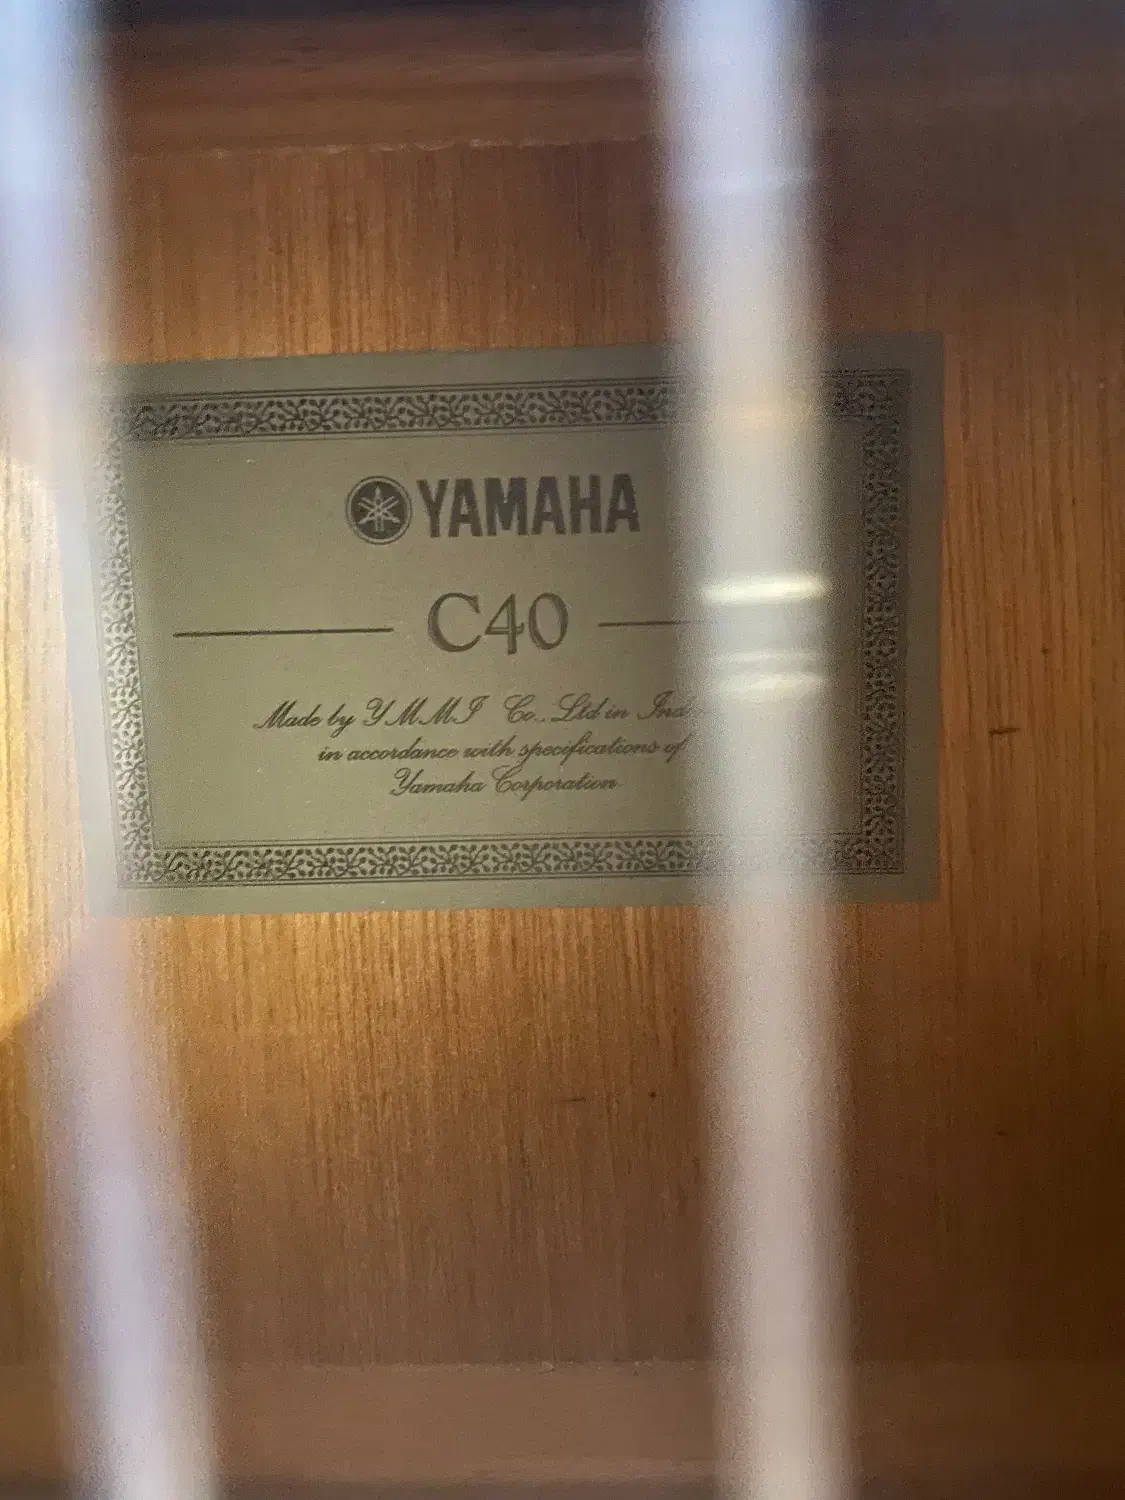 YAMAHA
C40
Made by YMMI Co., Ltd in
in accordance with specifications of
Yamaha Corporation